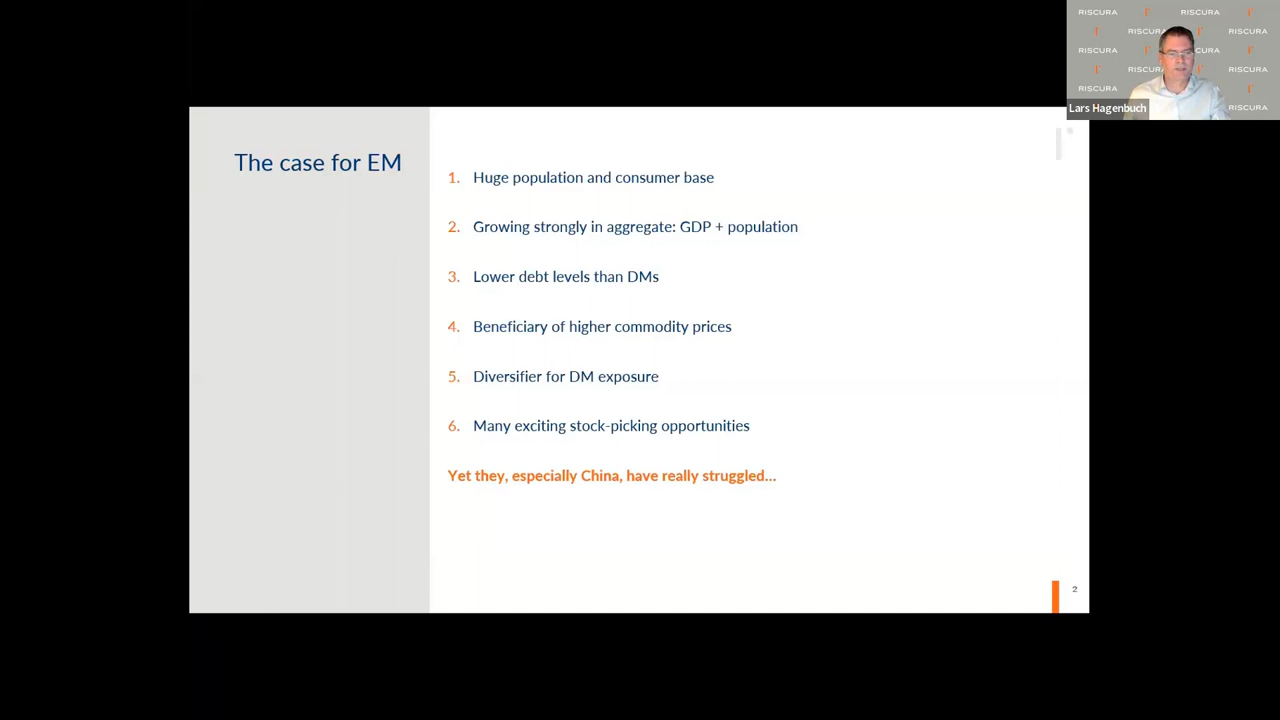 RISCURA RISCURA
RISCURA RISCURA
RISCURA CURA
RISCURA RISCURA
RISCURA
Lars Hagenbuch RISCURA
The case for EM
1. Huge population and consumer base
2. Growing strongly in aggregate: GDP + population
3. Lower debt levels than DMs
4. Beneficiary of higher commodity prices
5. Diversifier for DM exposure
6. Many exciting stock-picking opportunities
Yet they, especially China, have really struggled...
2